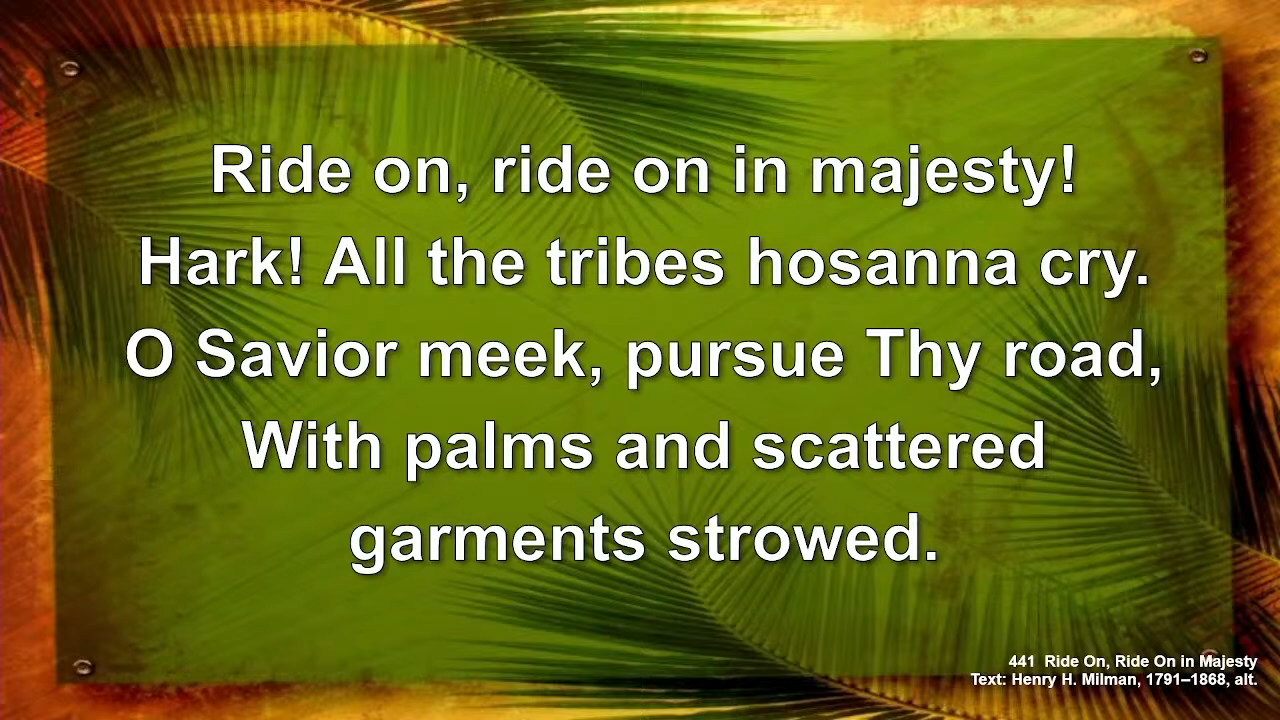 Ride on, ride on in majesty!
Hark! All the tribes hosanna cry.
O Savior meek, pursue Thy road,
With palms and scattered
garments strowed.
441  Ride On, Ride On in Majesty
Text: Henry H. Milman, 1791–1868, alt.